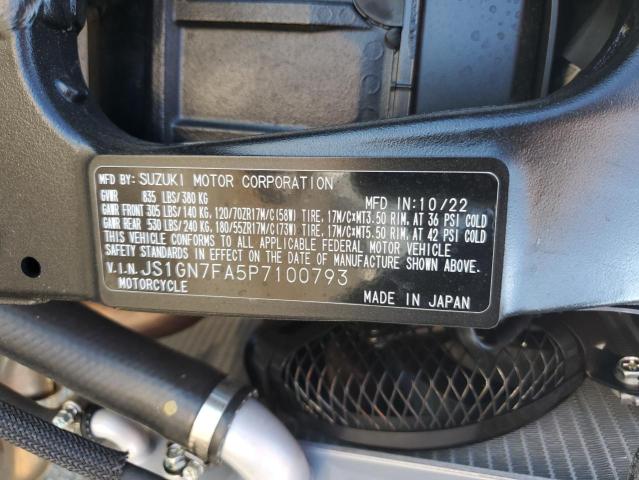 MFD BY: SUZUKI MOTOR CORPORATION MFD IN: 10/22
GVWR 835 LBS/380 KG
GAWR FRONT 305 LBS/140 KG, 120/70ZR17M/C(58W) TIRE, 17M/C×MT3.50 RIM, AT 36 PSI COLD
GAWR REAR 530 LBS/240 KG, 180/55ZR17M/C(73W) TIRE, 17M/C×MT5.50 RIM, AT 42 PSI COLD
THIS VEHICLE CONFORMS TO ALL APPLICABLE FEDERAL MOTOR VEHICLE
SAFETY STANDARDS IN EFFECT ON THE DATE OF MANUFACTURE SHOWN ABOVE.
V.I.N. JS1GN7FA5P7100793
MOTORCYCLE MADE IN JAPAN